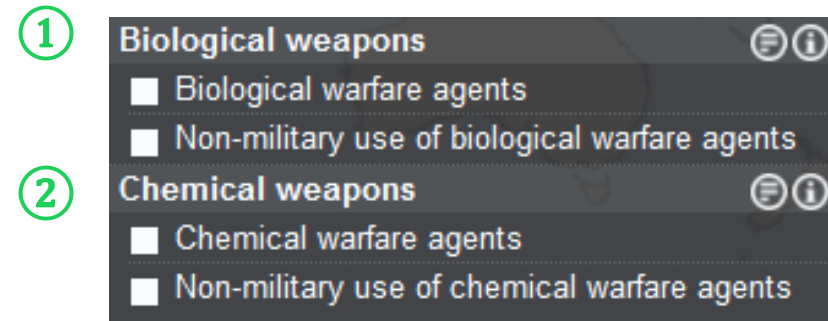 1
Biological weapons
Biological warfare agents
Non-military use of biological warfare agents
2
Chemical weapons
Chemical warfare agents
Non-military use of chemical warfare agents